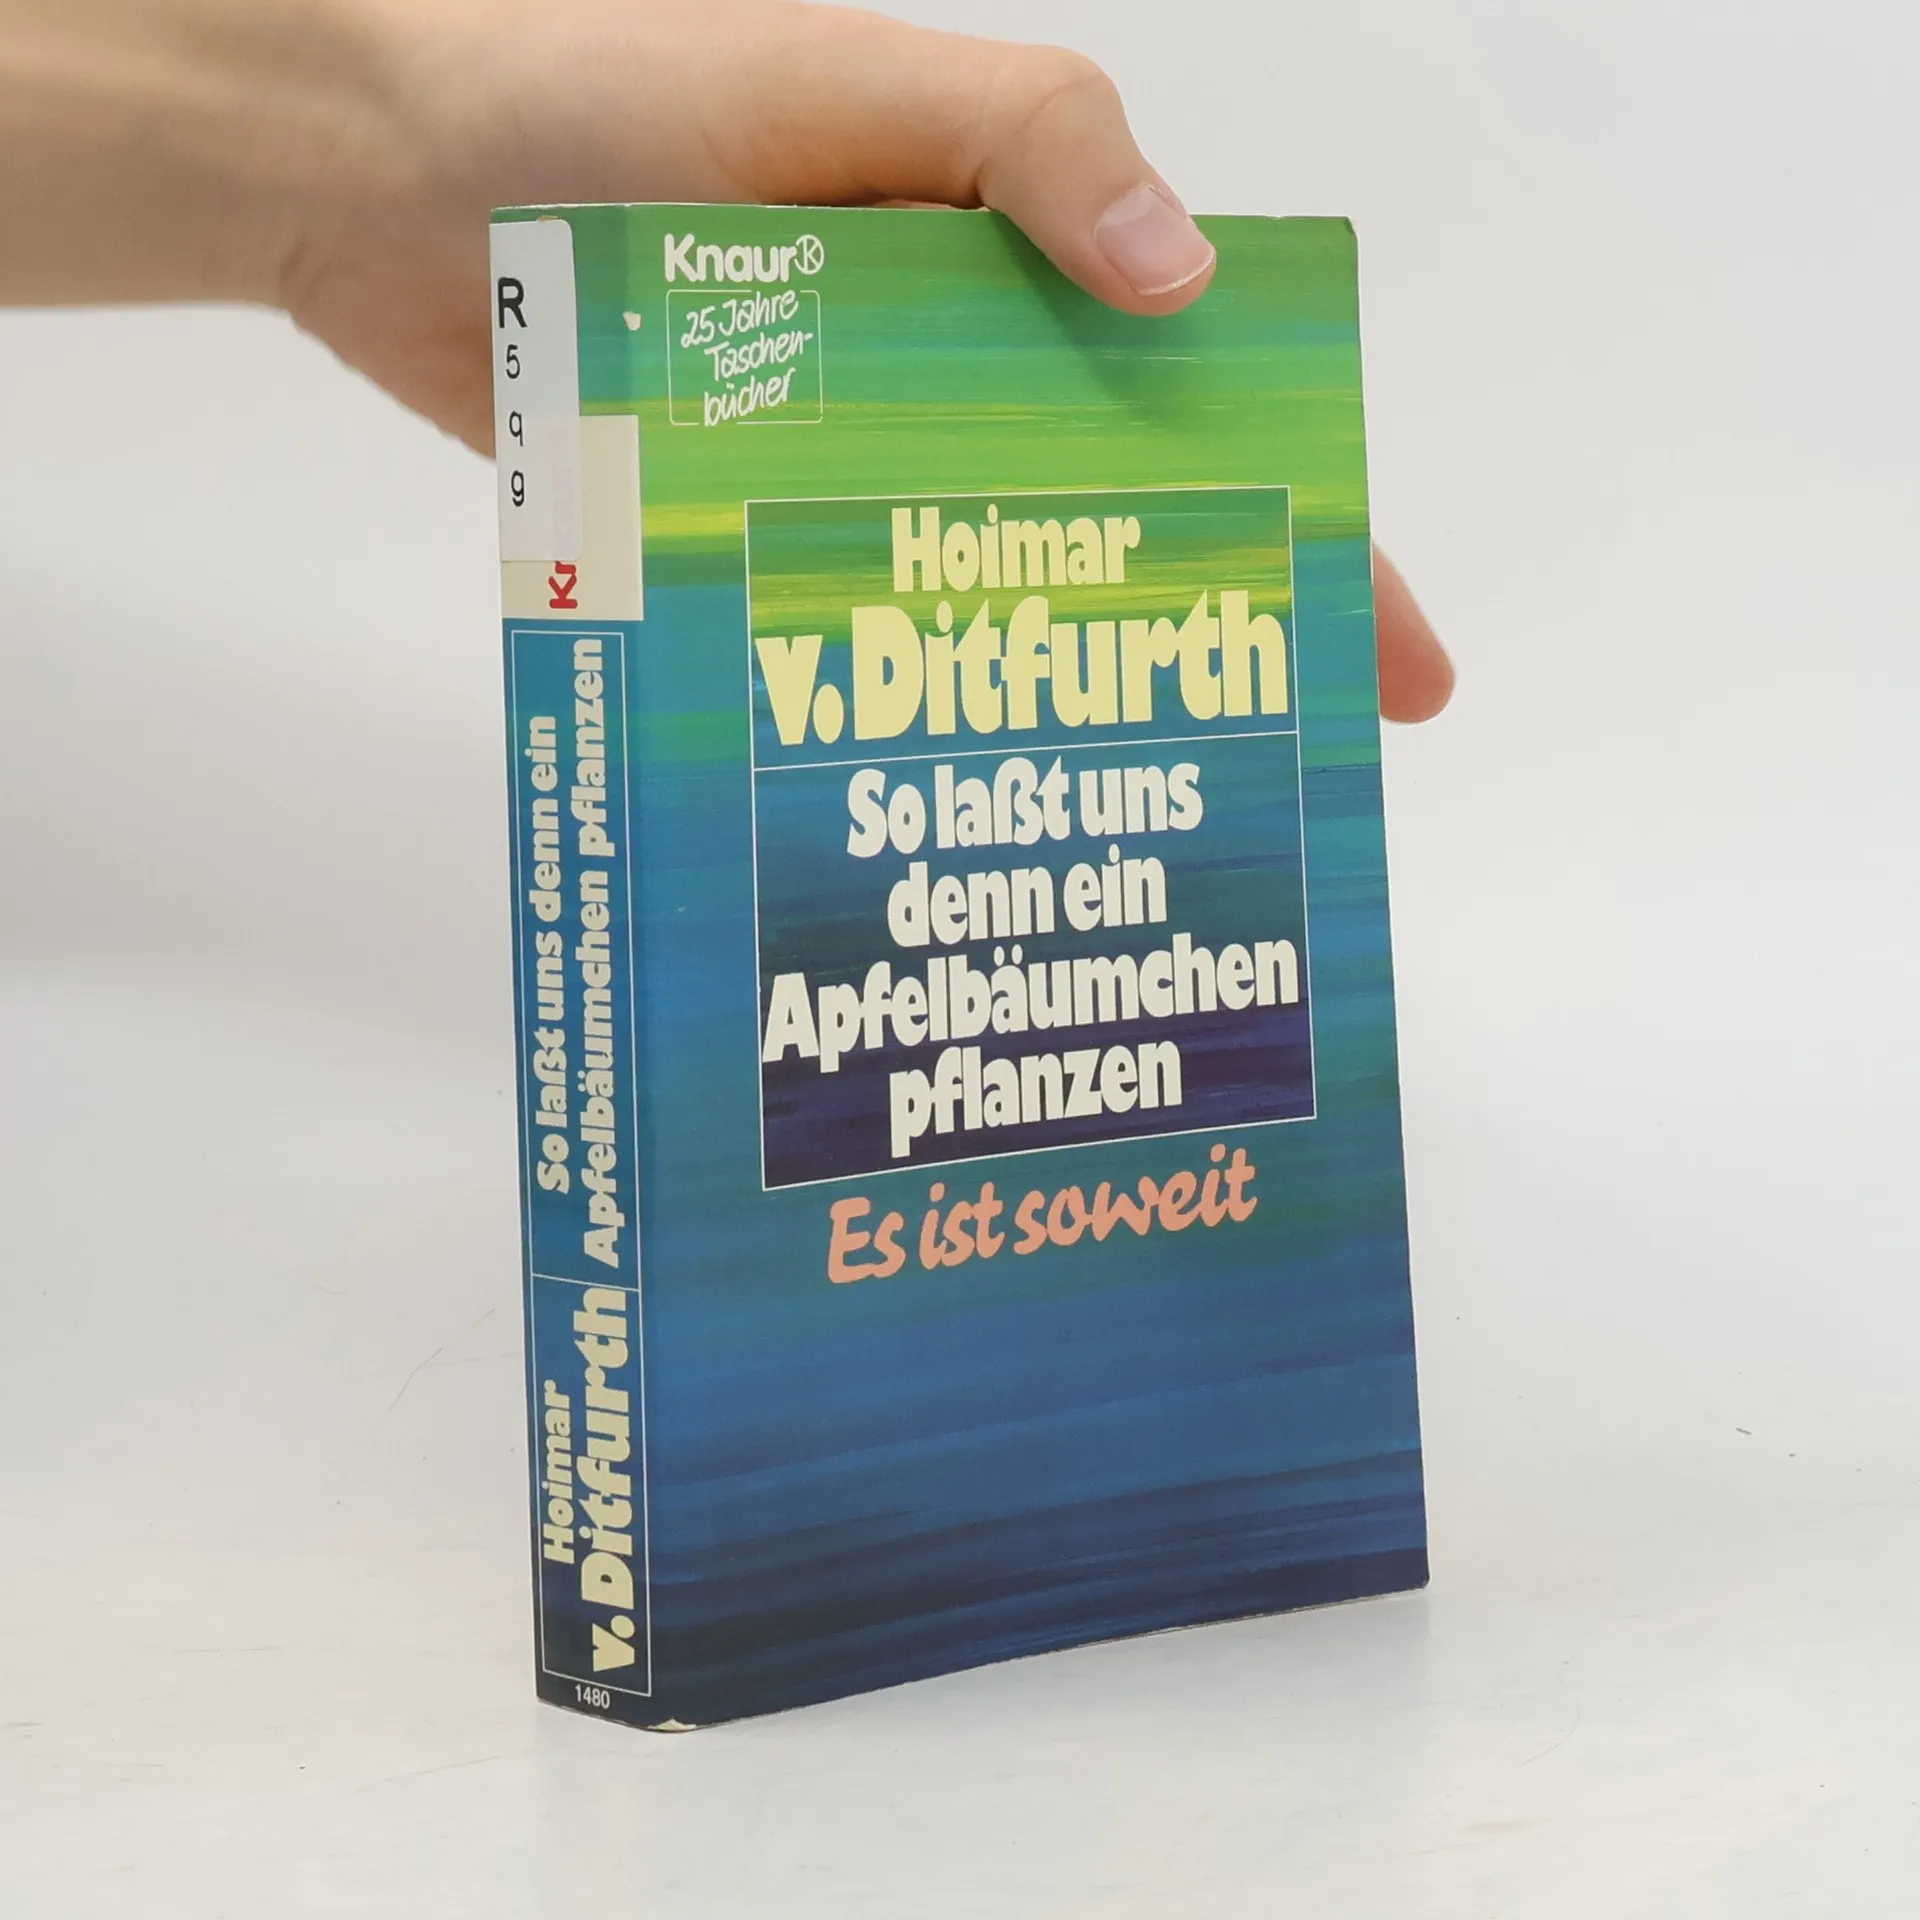 Knaur
25 Jahre
Taschen-
bücher
Hoimar
v. Ditfurth
So laßt uns
denn ein
Apfelbäumchen
pflanzen
Es ist soweit
R
5
9
g
Hoimar
v. Ditfurth
So laßt uns denn ein
Apfelbäumchen pflanzen
1480